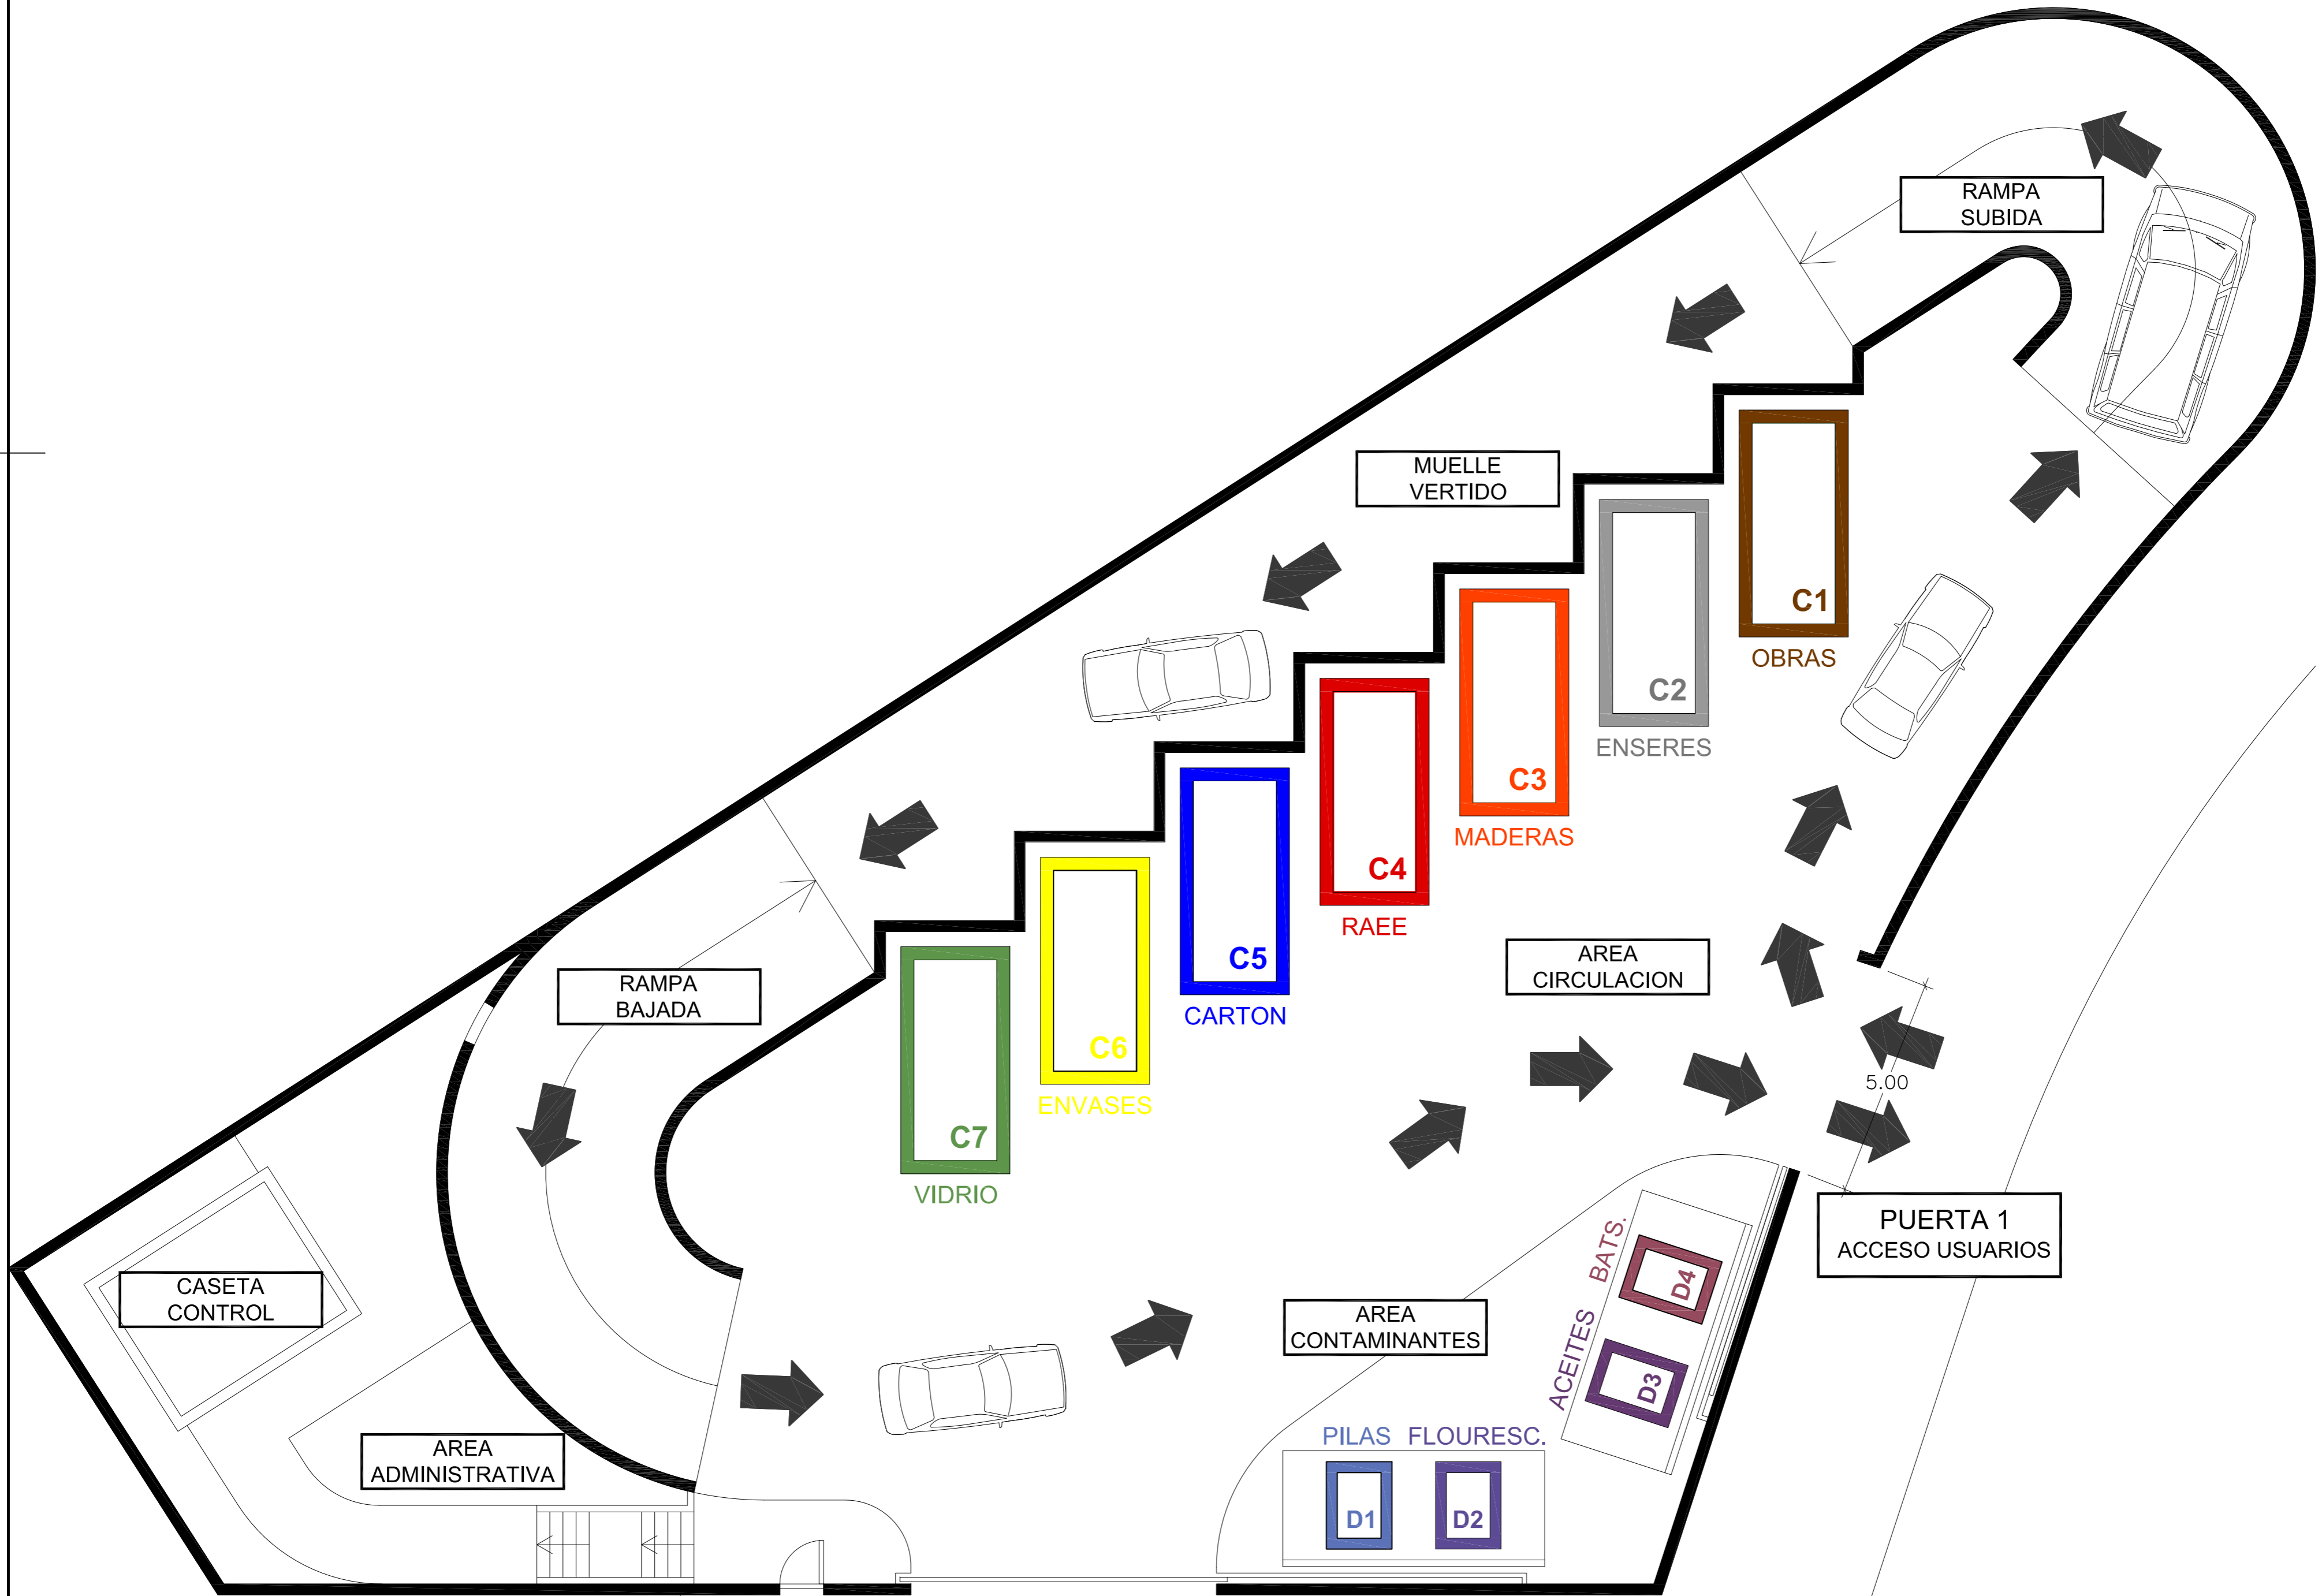 RAMPA
SUBIDA
MUELLE
VERTIDO
C1
OBRAS
C2
ENSERES
C3
MADERAS
C4
RAEE
C5
CARTON
C6
ENVASES
C7
VIDRIO
RAMPA
BAJADA
AREA
CIRCULACION
5.00
PUERTA 1
ACCESO USUARIOS
CASETA
CONTROL
AREA
ADMINISTRATIVA
AREA
CONTAMINANTES
BATS.
D4
ACEITES
D3
PILAS
FLOURESC.
D1
D2